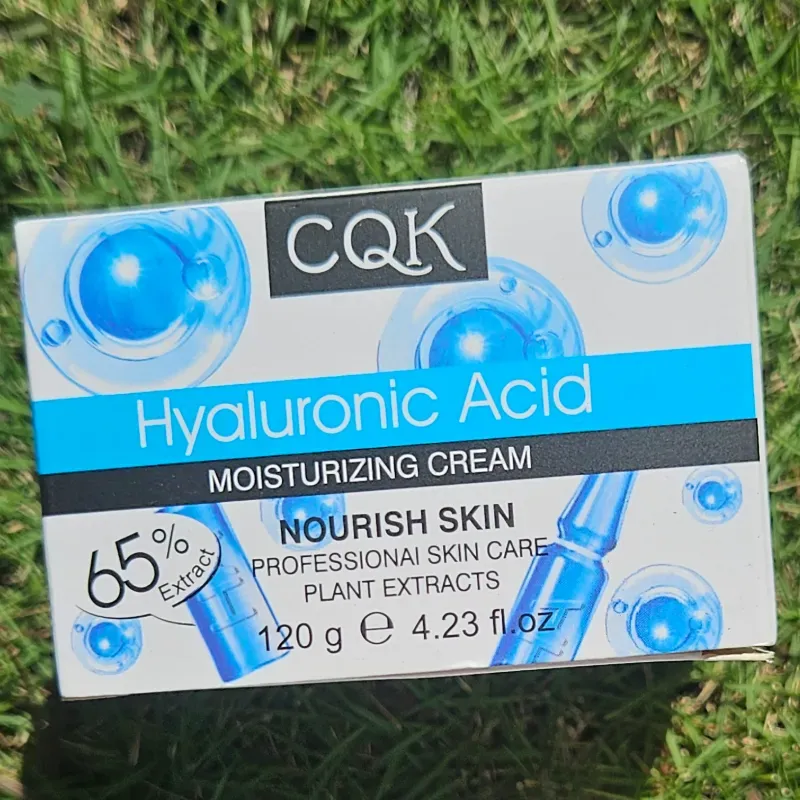 CQK
Hyaluronic Acid
MOISTURIZING CREAM
65%
Extract
NOURISH SKIN
PROFESSIONAI SKIN CARE
PLANT EXTRACTS
120 g ℮ 4.23 fl.oz